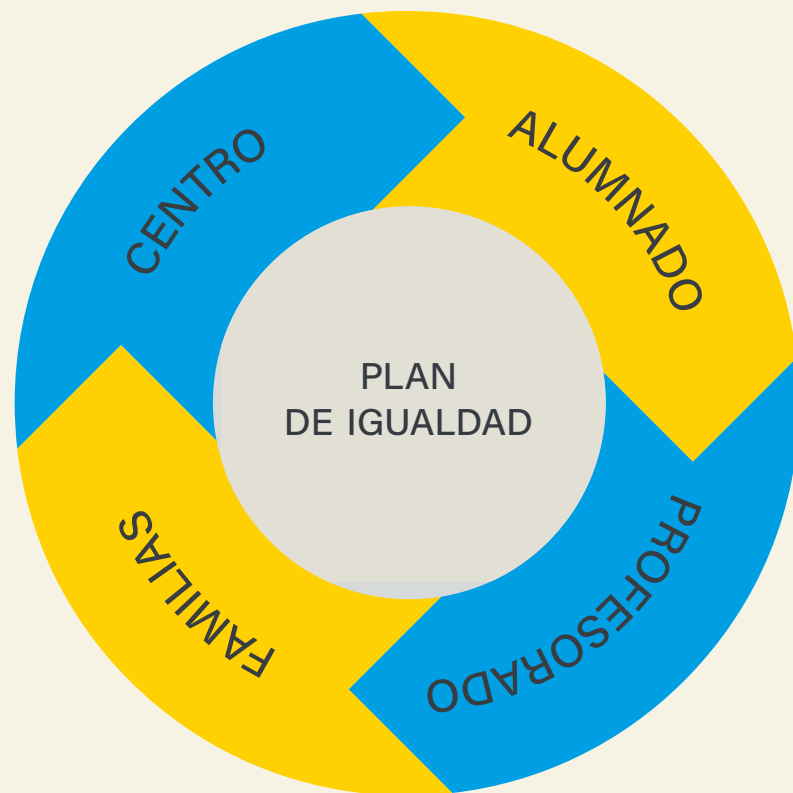 CENTRO
ALUMNADO
PLAN
DE IGUALDAD
PROFESORADO
FAMILIAS